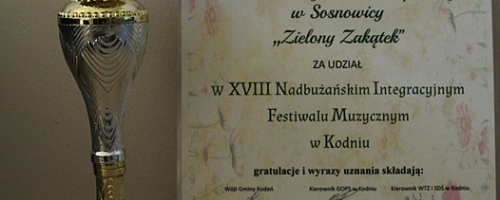 w Sosnowicy
„Zielony Zakątek”
ZA UDZIAŁ
w XVIII Nadbużańskim Integracyjnym
Festiwalu Muzycznym
w Kodniu
gratulacje i wyrazy uznania składają:
Wójt Gminy Kodeń Kierownik GOPS w Kodniu Kierownik WTZ i ŚDŚ w Kodniu